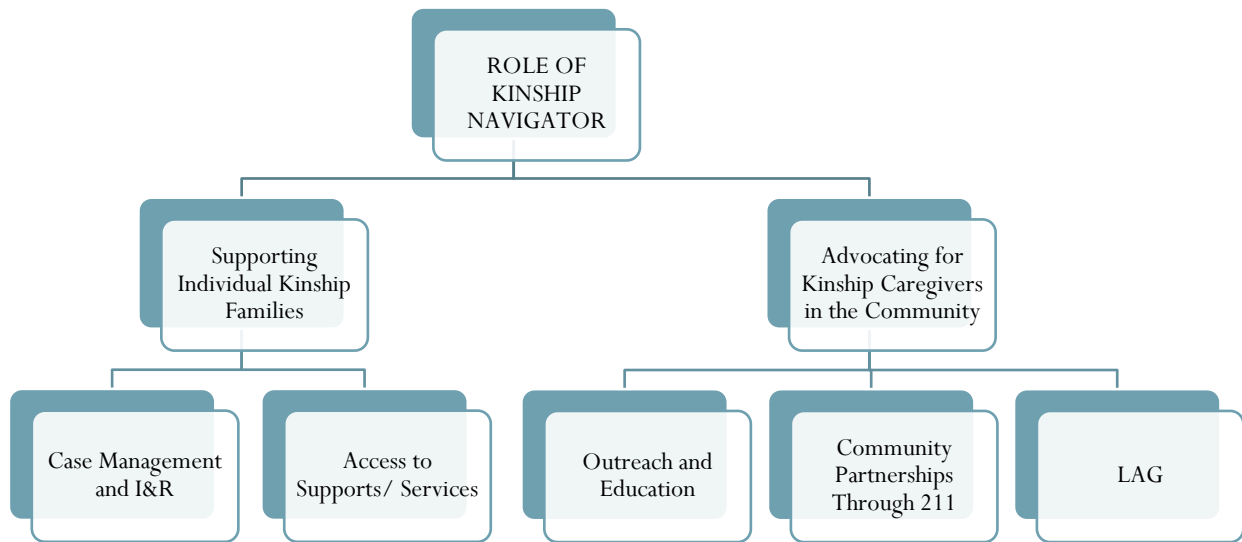 ROLE OF
KINSHIP
NAVIGATOR
Supporting
Individual Kinship
Families
Advocating for
Kinship Caregivers
in the Community
Case Management
and I&R
Access to
Supports/ Services
Outreach and
Education
Community
Partnerships
Through 211
LAG